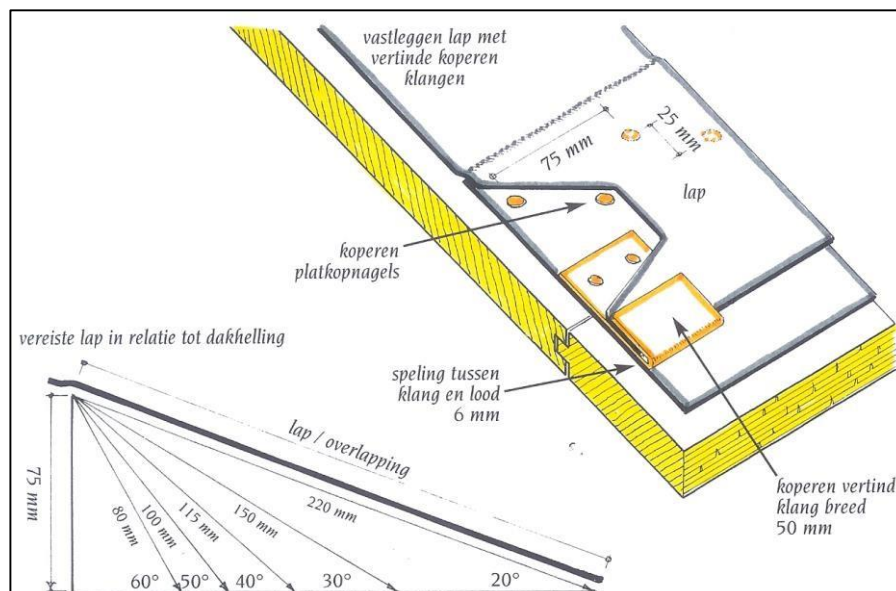 vastleggen lap met
vertinde koperen
klangen
75 mm
25 mm
lap
koperen
platkopnagels
vereiste lap in relatie tot dakhelling
speling tussen
klang en lood
6 mm
lap / overlapping
75 mm
80 mm
100 mm
115 mm
150 mm
220 mm
60°
50°
40°
30°
20°
koperen vertind
klang breed
50 mm